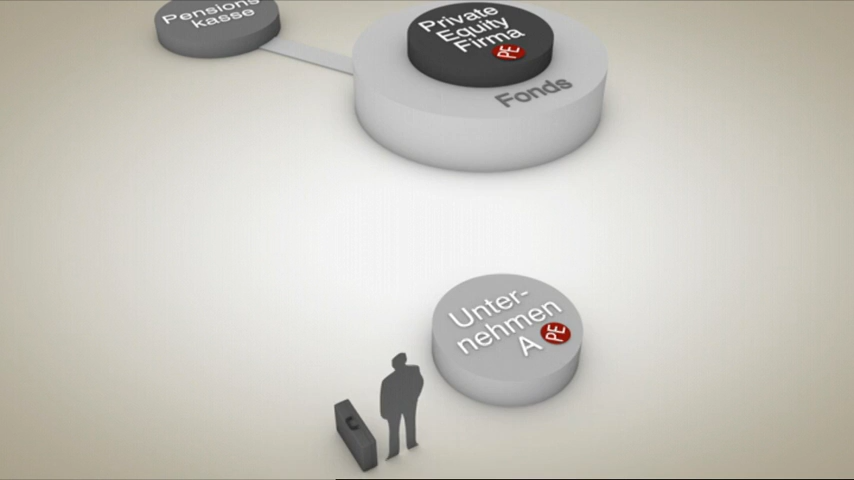 Pensions
kasse
Private
Equity
Firma
PE
Fonds
Unter-
nehmen
A PE